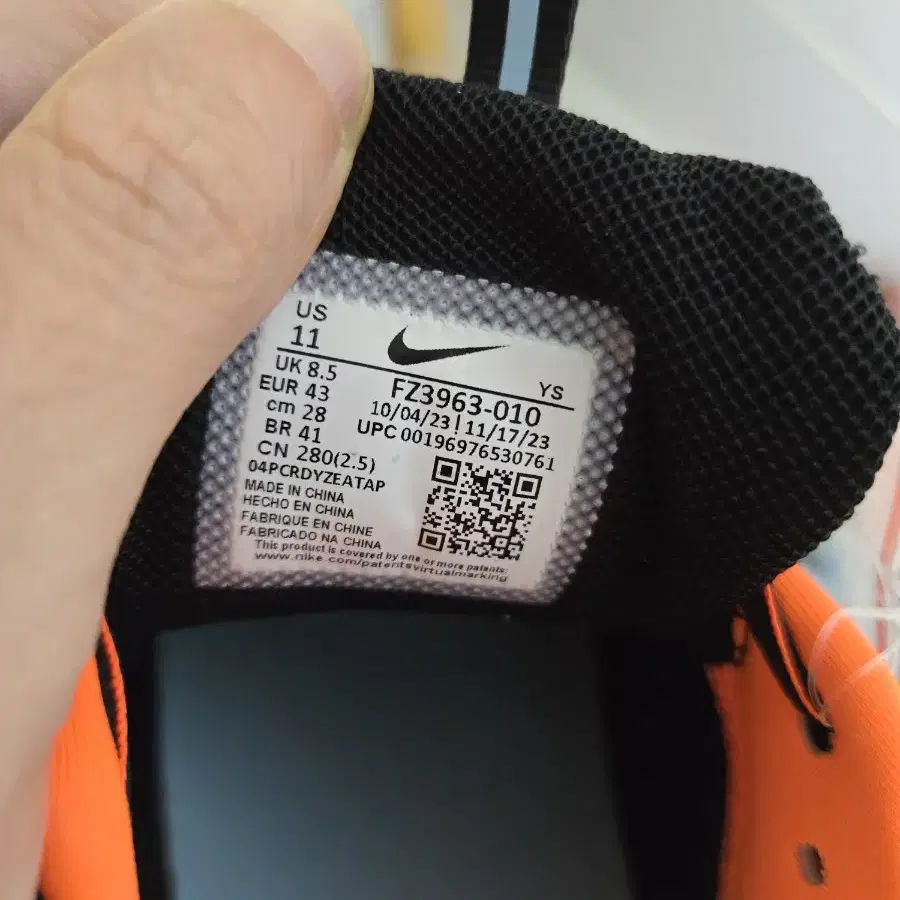 US
11
UK 8.5
EUR 43
cm 28
BR 41
CN 280(2.5)
04PCRDYZEATAP
MADE IN CHINA
HECHO EN CHINA
FABRIQUE EN CHINE
FABRICADO NA CHINA
YS
FZ3963-010
10/04/23 | 11/17/23
UPC 00196976530761
This product is covered by one or more patents:
www.nike.com/patentsvirtualmarking